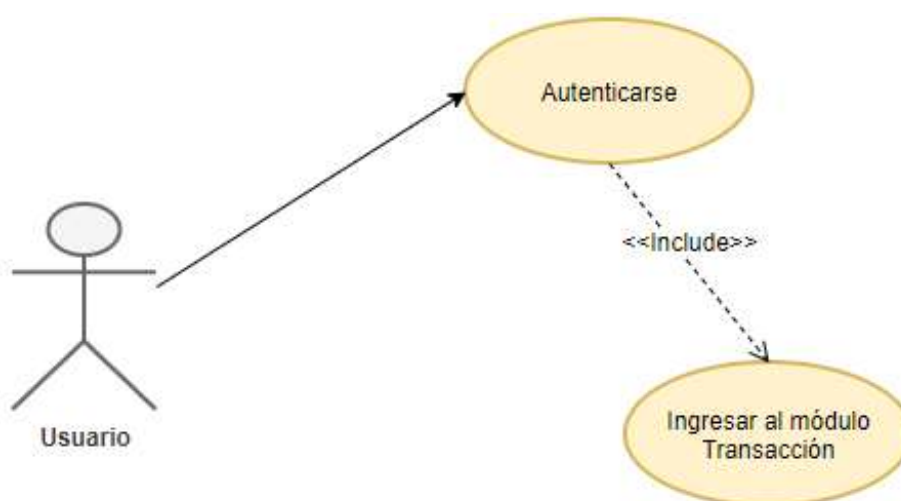 Autenticarse
<<Include>>
Ingresar al módulo
Transacción
Usuario